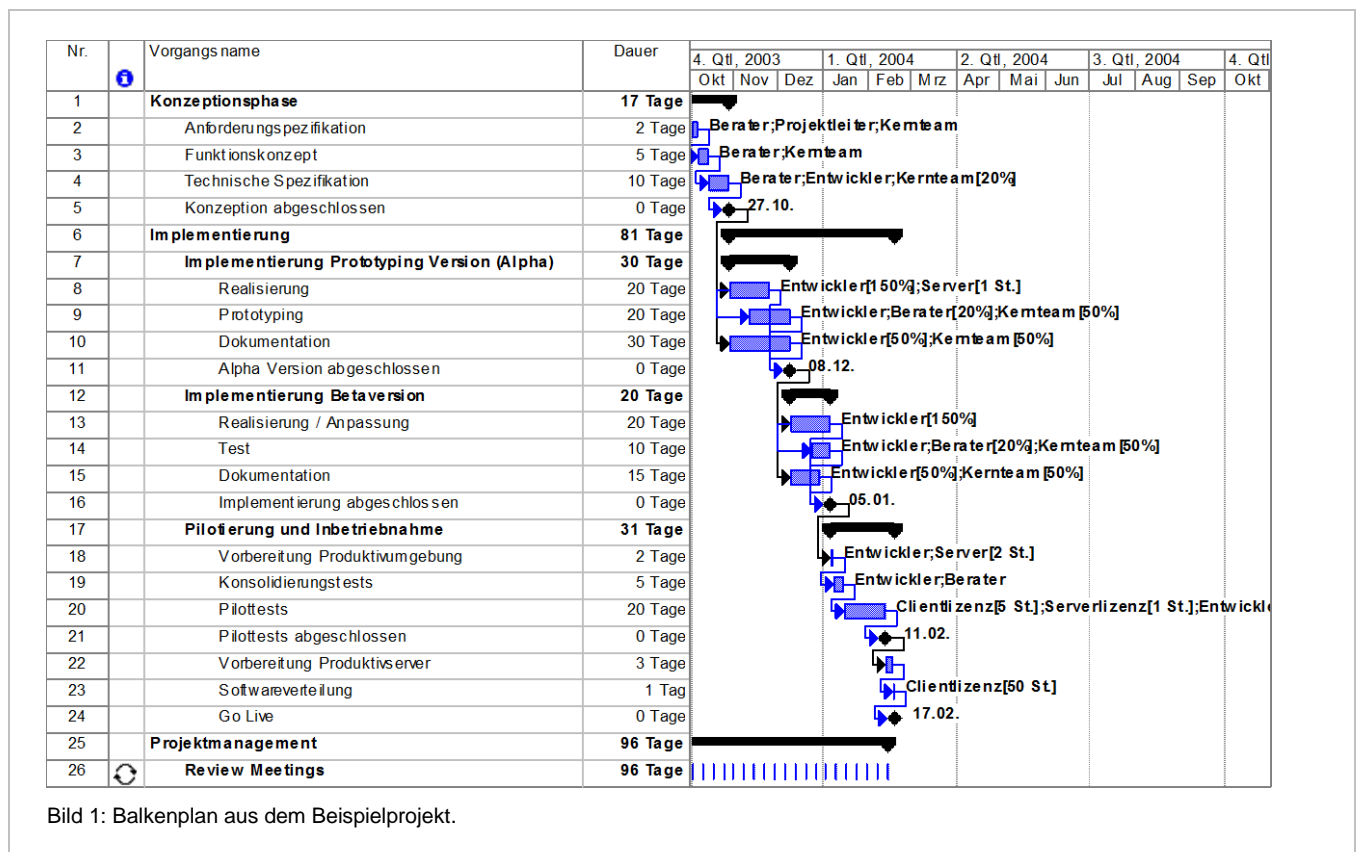 Nr. Vorgangsname Dauer
4. Qtl, 2003 1. Qtl, 2004 2. Qtl, 2004 3. Qtl, 2004 4. Qtl
Okt Nov Dez Jan Feb Mrz Apr Mai Jun Jul Aug Sep Okt
1 Konzeptionsphase 17 Tage
2 Anforderungspezifikation 2 Tage Berater;Projektleiter;Kernteam
3 Funktionskonzept 5 Tage Berater;Kernteam
4 Technische Spezifikation 10 Tage Berater;Entwickler;Kernteam[20%]
5 Konzeption abgeschlossen 0 Tage 27.10.
6 Implementierung 81 Tage
7 Implementierung Prototyping Version (Alpha) 30 Tage
8 Realisierung 20 Tage Entwickler[150%];Server[1 St.]
9 Prototyping 20 Tage Entwickler;Berater[20%];Kernteam[50%]
10 Dokumentation 30 Tage Entwickler[50%];Kernteam[50%]
11 Alpha Version abgeschlossen 0 Tage 08.12.
12 Implementierung Betaversion 20 Tage
13 Realisierung / Anpassung 20 Tage Entwickler[150%]
14 Test 10 Tage Entwickler;Berater[20%];Kernteam[50%]
15 Dokumentation 15 Tage Entwickler[50%];Kernteam[50%]
16 Implementierung abgeschlossen 0 Tage 05.01.
17 Pilotierung und Inbetriebnahme 31 Tage
18 Vorbereitung Produktivumgebung 2 Tage Entwickler;Server[2 St.]
19 Konsolidierungstests 5 Tage Entwickler;Berater
20 Pilottests 20 Tage Clientlizenz[5 St.];Serverlizenz[1 St.];Entwickle
21 Pilottests abgeschlossen 0 Tage 11.02.
22 Vorbereitung Produktivserver 3 Tage
23 Softwareverteilung 1 Tag Clientlizenz[50 St.]
24 Go Live 0 Tage 17.02.
25 Projektmanagement 96 Tage
26 Review Meetings 96 Tage
Bild 1: Balkenplan aus dem Beispielprojekt.